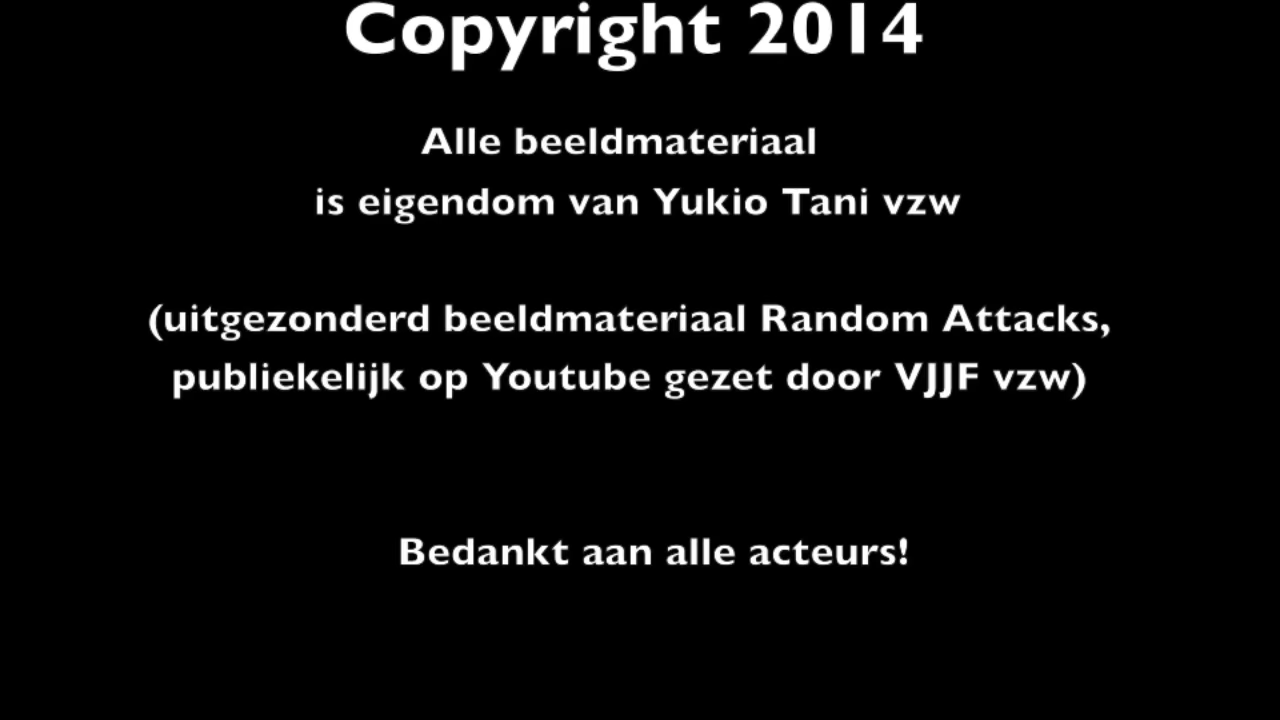 Copyright 2014
Alle beeldmateriaal
is eigendom van Yukio Tani vzw
(uitgezonderd beeldmateriaal Random Attacks,
publiekelijk op Youtube gezet door VJJF vzw)
Bedankt aan alle acteurs!